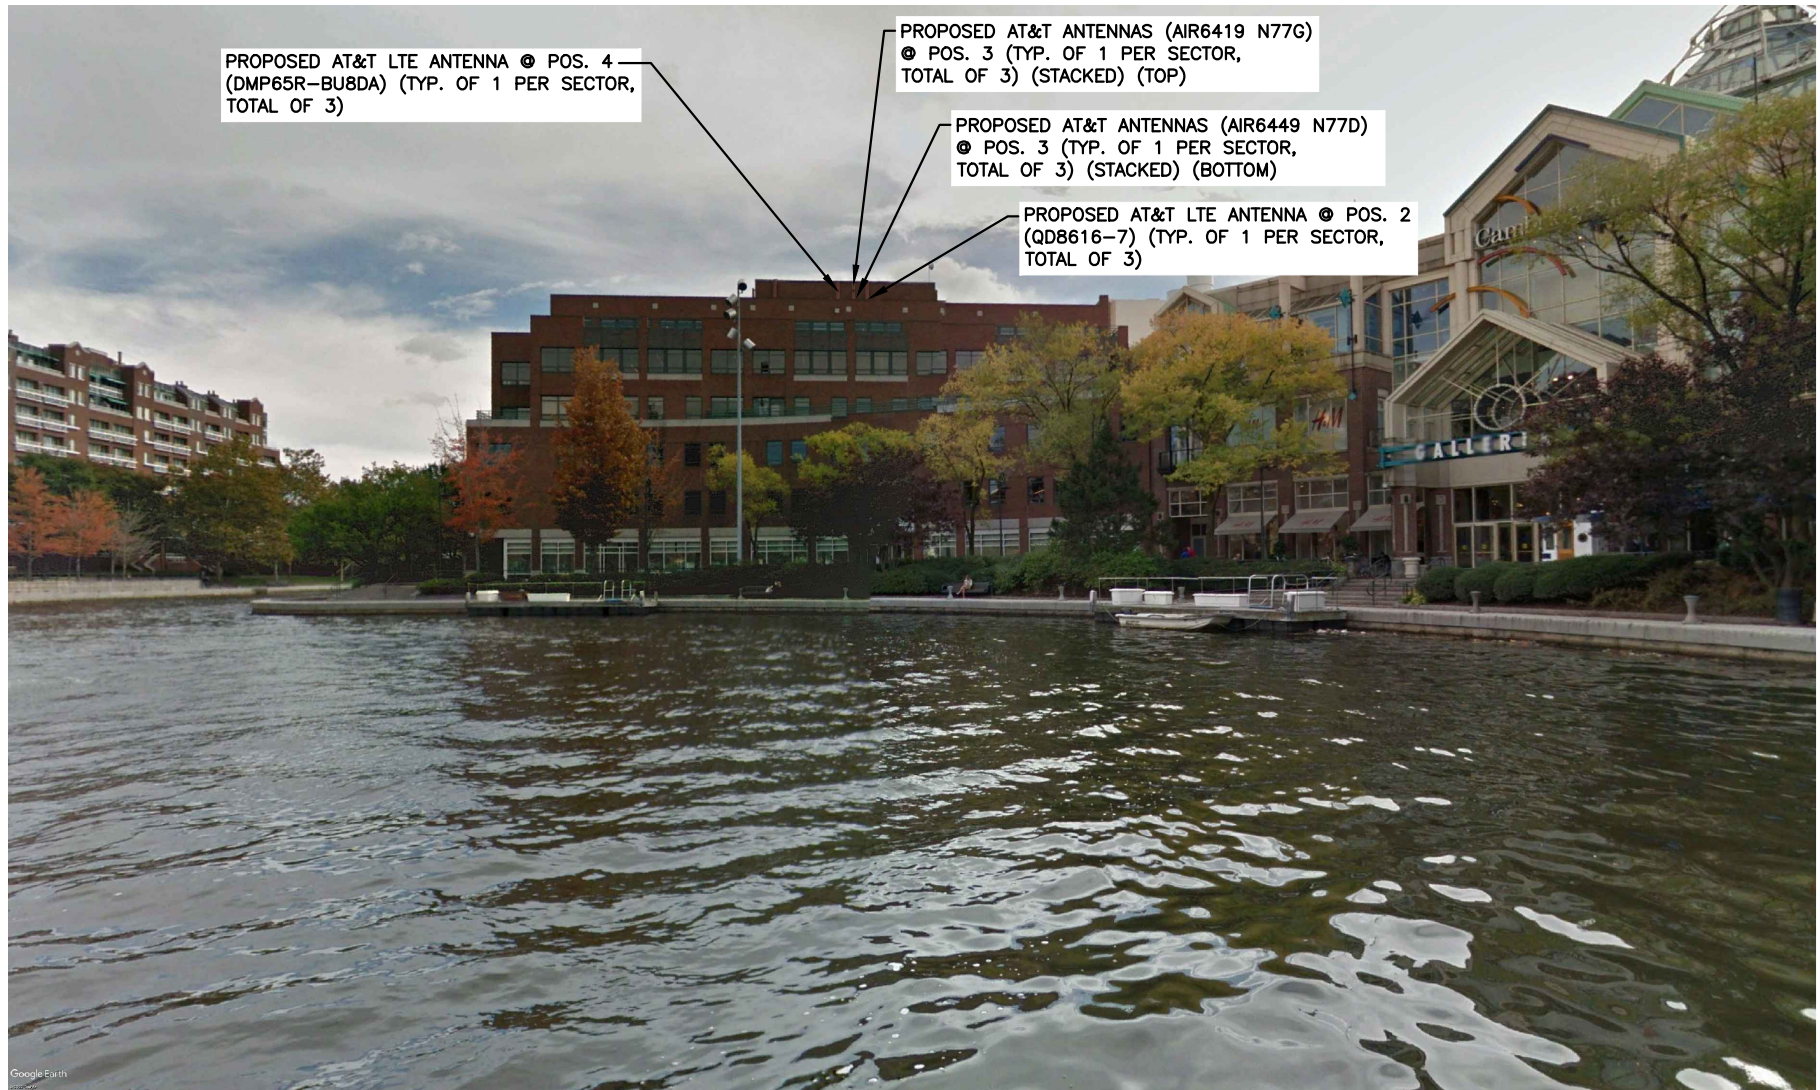 PROPOSED AT&T LTE ANTENNA @ POS. 4
(DMP65R-BU8DA) (TYP. OF 1 PER SECTOR,
TOTAL OF 3)
PROPOSED AT&T ANTENNAS (AIR6419 N77G)
@ POS. 3 (TYP. OF 1 PER SECTOR,
TOTAL OF 3) (STACKED) (TOP)
PROPOSED AT&T ANTENNAS (AIR6449 N77D)
@ POS. 3 (TYP. OF 1 PER SECTOR,
TOTAL OF 3) (STACKED) (BOTTOM)
PROPOSED AT&T LTE ANTENNA @ POS. 2
(QD8616-7) (TYP. OF 1 PER SECTOR,
TOTAL OF 3)
Cam
H&M
GALLERI
Google Earth